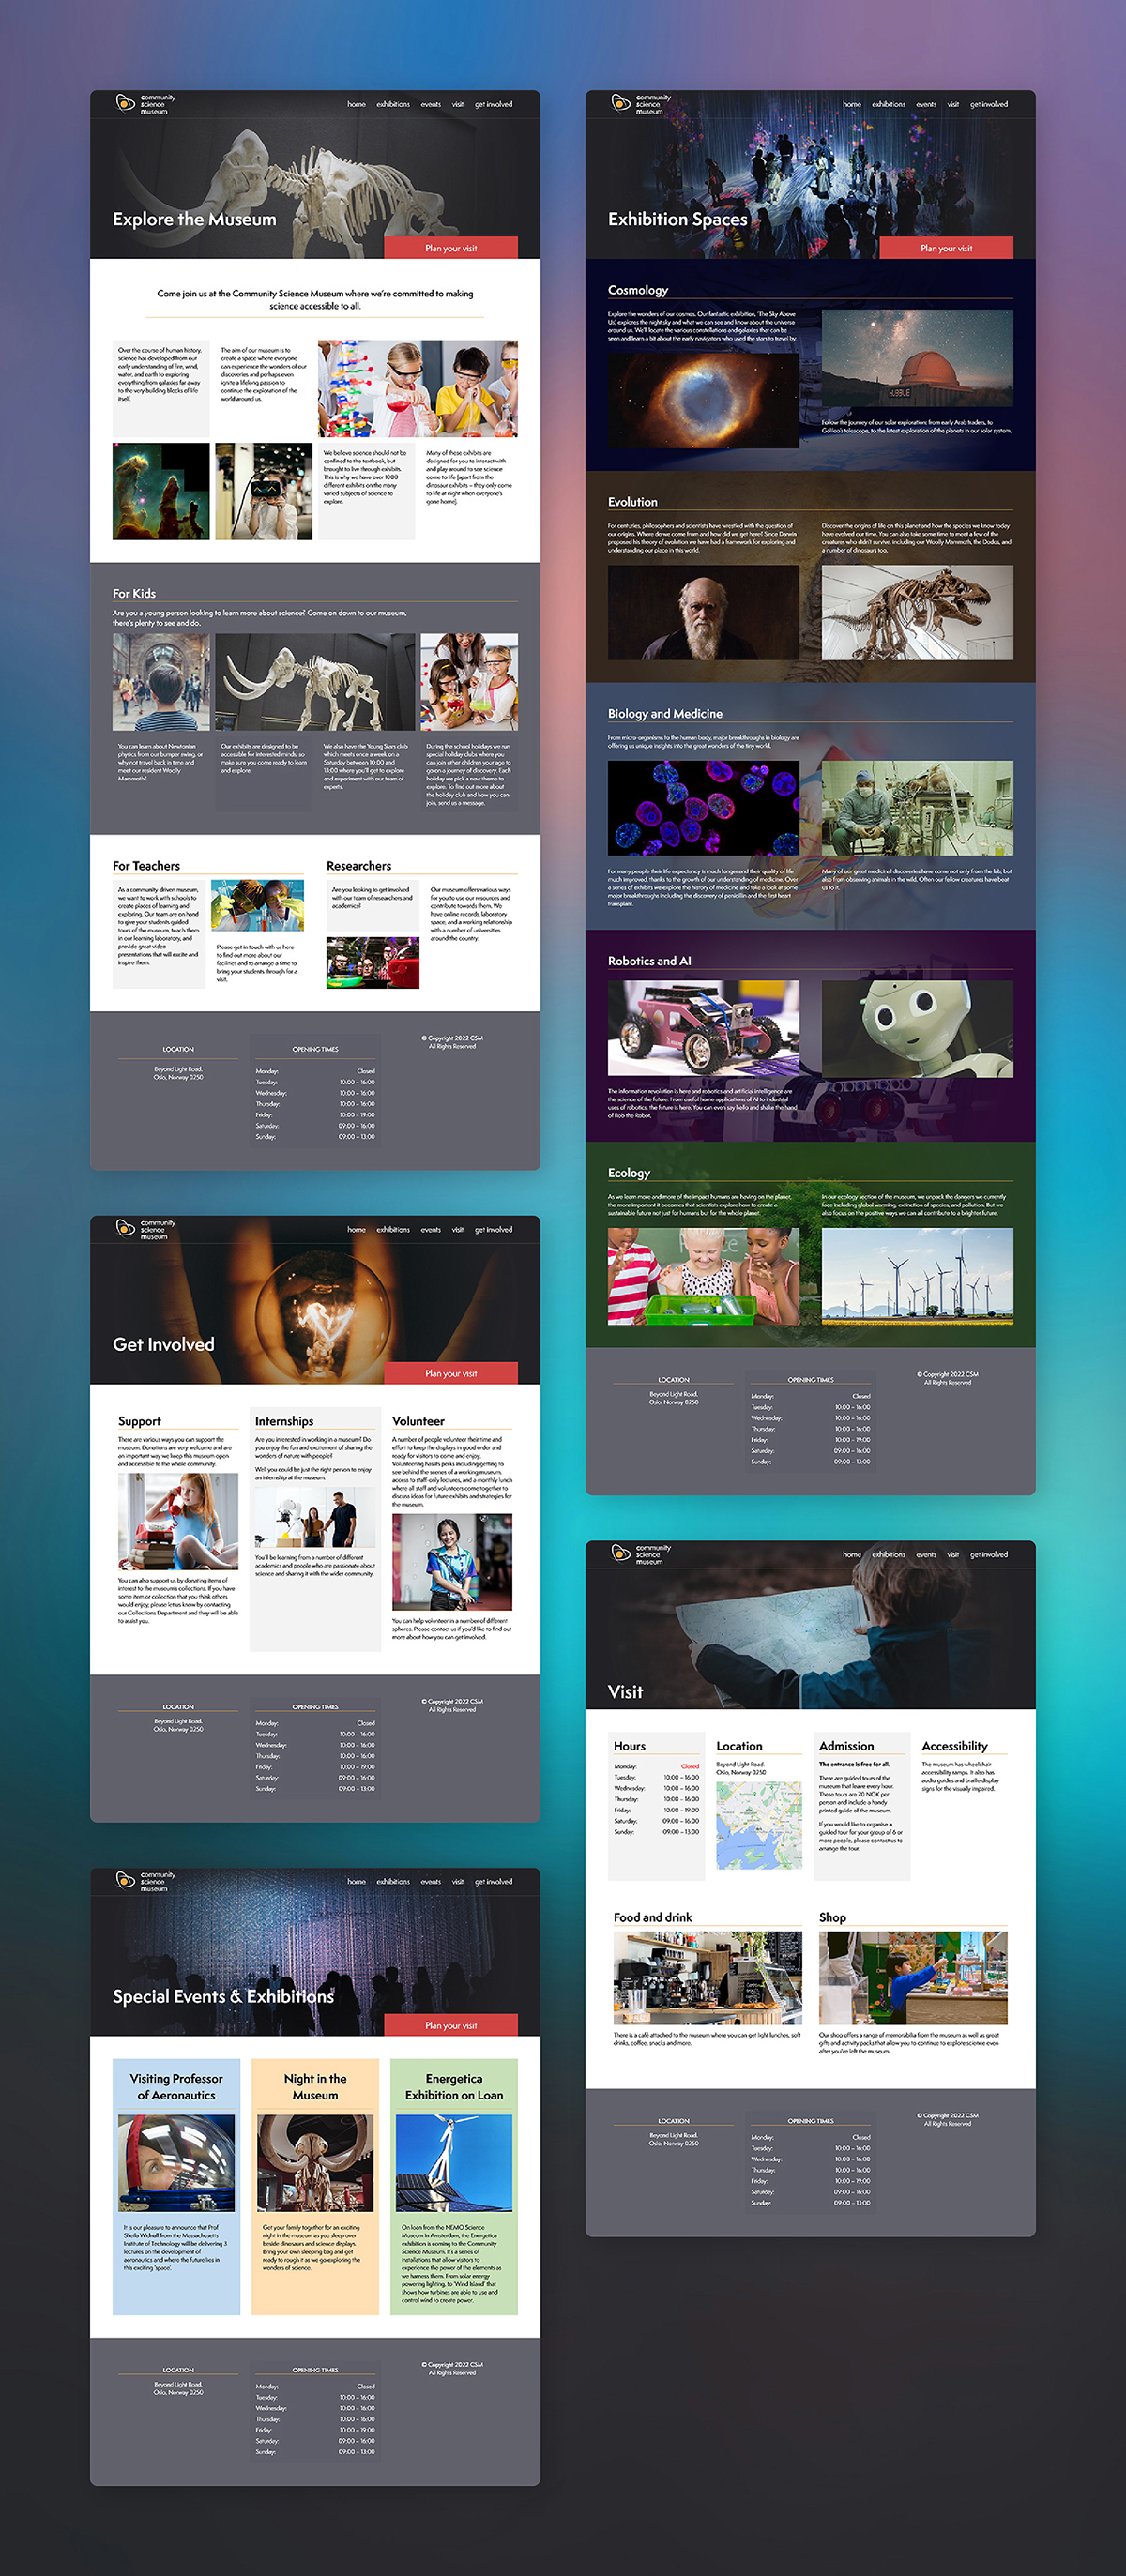 community
science
museum
home exhibitions events visit get involved
Explore the Museum
Plan your visit
Come join us at the Community Science Museum where we're committed to making
science accessible to all.
Over the course of human history,
science has developed from our
early understanding of fire, wind,
water, and earth to exploring
everything from galaxies far away
to the very building blocks of life
itself.
The aim of our museum is to
create a space where everyone
can experience the wonders of our
discoveries and perhaps even
ignite a lifelong passion to
continue the exploration of the
world around us.
We believe science should not be
confined to the textbook, but
brought to live through exhibits.
This is why we have over 1000
different exhibits on the many
varied subjects of science to
explore.
Many of these exhibits are
designed for you to interact with
and play around to see science
come to life (apart from the
dinosaur exhibits – they only come
to life at night when everyone's
gone home).
For Kids
Are you a young person looking to learn more about science? Come on down to our museum,
there's plenty to see and do.
You can learn about Newtonian
physics from our bumper swing, or
why not travel back in time and
meet our resident Woolly
Mammoth!
Our exhibits are designed to be
accessible for interested minds, so
make sure you come ready to learn
and explore.
We also have the Young Stars club
which meets once a week on a
Saturday between 10:00 and
13:00 where you'll get to explore
and experiment with our team of
experts.
During the school holidays we run
special holiday clubs where you
can join other children your age to
go on a journey of discovery. Each
holiday we pick a new theme to
explore. To find out more about
the holiday club and how you can
join, send us a message.
For Teachers
As a community driven museum,
we want to work with schools to
create places of learning and
exploring. Our team are on hand
to give your students guided
tours of the museum, teach them
in our learning laboratory, and
provide great video
presentations that will excite and
inspire them.
Please get in touch with us here
to find out more about our
facilities and to arrange a time to
bring your students through for a
visit.
Researchers
Are you looking to get involved
with our team of researchers and
academics?
Our museum offers various ways
for you to use our resources and
contribute towards them. We
have online records, laboratory
space, and a working relationship
with a number of universities
around the country.
LOCATION
Beyond Light Road,
Oslo, Norway 0250
OPENING TIMES
Monday: Closed
Tuesday: 10:00 – 16:00
Wednesday: 10:00 – 16:00
Thursday: 10:00 – 16:00
Friday: 10:00 – 19:00
Saturday: 09:00 – 16:00
Sunday: 09:00 – 13:00
© Copyright 2022 CSM
All Rights Reserved
community
science
museum
home exhibitions events visit get involved
Get Involved
Plan your visit
Support
There are various ways you can support the
museum. Donations are very welcome and are
an important way we keep this museum open
and accessible to the whole community.
You can also support us by donating items of
interest to the museum's collections. If you have
some item or collection that you think others
would enjoy, please let us know by contacting
our Collections Department and they will be able
to assist you.
Internships
Are you interested in working in a museum? Do
you enjoy the fun and excitement of sharing the
wonders of nature with people?
Well you could be just the right person to enjoy
an internship at the museum.
You'll be learning from a number of different
academics and people who are passionate about
science and sharing it with the wider community.
Volunteer
A number of people volunteer their time and
effort to keep the displays in good order and
ready for visitors to come and enjoy.
Volunteering has its perks including getting to
see behind the scenes of a working museum,
access to staff-only lectures, and a monthly lunch
where all staff and volunteers come together to
discuss ideas for future exhibits and strategies for
the museum.
You can help volunteer in a number of different
spheres. Please contact us if you'd like to find out
more about how you can get involved.
LOCATION
Beyond Light Road,
Oslo, Norway 0250
OPENING TIMES
Monday: Closed
Tuesday: 10:00 – 16:00
Wednesday: 10:00 – 16:00
Thursday: 10:00 – 16:00
Friday: 10:00 – 19:00
Saturday: 09:00 – 16:00
Sunday: 09:00 – 13:00
© Copyright 2022 CSM
All Rights Reserved
community
science
museum
home exhibitions events visit get involved
Special Events & Exhibitions
Plan your visit
Visiting Professor
of Aeronautics
It is our pleasure to announce that Prof
Sheila Widnall from the Massachusetts
Institute of Technology will be delivering 3
lectures on the development of
aeronautics and where the future lies in
this exciting 'space'.
Night in the
Museum
Get your family together for an exciting
night in the museum as you sleep over
beside dinosaurs and science displays.
Bring your own sleeping bag and get
ready to rough it as we go exploring the
wonders of science.
Energetica
Exhibition on Loan
On loan from the NEMO Science
Museum in Amsterdam, the Energetica
exhibition is coming to the Community
Science Museum. It's a series of
installations that allow visitors to
experience the power of the elements as
we harness them. From solar energy
powering lighting, to 'Wind Island' that
shows how turbines are able to use and
control wind to create power.
LOCATION
Beyond Light Road,
Oslo, Norway 0250
OPENING TIMES
Monday: Closed
Tuesday: 10:00 – 16:00
Wednesday: 10:00 – 16:00
Thursday: 10:00 – 16:00
Friday: 10:00 – 19:00
Saturday: 09:00 – 16:00
Sunday: 09:00 – 13:00
© Copyright 2022 CSM
All Rights Reserved
community
science
museum
home exhibitions events visit get involved
Exhibition Spaces
Plan your visit
Cosmology
Explore the wonders of our cosmos. Our fantastic exhibition, 'The Sky Above
Us', explores the night sky and what we can see and know about the universe
around us. We'll locate the various constellations and galaxies that can be
seen and learn a bit about the early navigators who used the stars to travel by.
HUBBLE
Follow the journey of our solar exploration: from early Arab traders, to
Galileo's telescope, to the latest exploration of the planets in our solar system.
Evolution
For centuries, philosophers and scientists have wrestled with the question of
our origins. Where do we come from and how did we get here? Since Darwin
proposed his theory of evolution we have had a framework for exploring and
understanding our place in this world.
Discover the origins of life on this planet and how the species we know today
have evolved our time. You can also take some time to meet a few of the
creatures who didn't survive, including our Woolly Mammoth, the Dodos, and
a number of dinosaurs too.
Biology and Medicine
From micro-organisms to the human body, major breakthroughs in biology are
offering us unique insights into the great wonders of the tiny world.
For many people their life expectancy is much longer and their quality of life
much improved, thanks to the growth of our understanding of medicine. Over
a series of exhibits we explore the history of medicine and take a look at some
major breakthroughs including the discovery of penicillin and the first heart
transplant.
Many of our great medicinal discoveries have come not only from the lab, but
also from observing animals in the wild. Often our fellow creatures have beat
us to it.
Robotics and AI
The information revolution is here and robotics and artificial intelligence are
the science of the future. From useful home applications of AI to industrial
uses of robotics, the future is here. You can even say hello and shake the hand
of Rob the Robot.
Ecology
As we learn more and more of the impact humans are having on the planet,
the more important it becomes that scientists explore how to create a
sustainable future not just for humans but for the whole planet.
In our ecology section of the museum, we unpack the dangers we currently
face including global warming, extinction of species, and pollution. But we
also focus on the positive ways we can all contribute to a brighter future.
LOCATION
Beyond Light Road,
Oslo, Norway 0250
OPENING TIMES
Monday: Closed
Tuesday: 10:00 – 16:00
Wednesday: 10:00 – 16:00
Thursday: 10:00 – 16:00
Friday: 10:00 – 19:00
Saturday: 09:00 – 16:00
Sunday: 09:00 – 13:00
© Copyright 2022 CSM
All Rights Reserved
community
science
museum
home exhibitions events visit get involved
Visit
Hours
Monday: Closed
Tuesday: 10:00 – 16:00
Wednesday: 10:00 – 16:00
Thursday: 10:00 – 16:00
Friday: 10:00 – 19:00
Saturday: 09:00 – 16:00
Sunday: 09:00 – 13:00
Location
Beyond Light Road,
Oslo, Norway 0250
Admission
The entrance is free for all.
There are guided tours of the
museum that leave every hour.
These tours are 70 NOK per
person and include a handy
printed guide of the museum.
If you would like to organise a
guided tour for your group of 6 or
more people, please contact us to
arrange the tour.
Accessibility
The museum has wheelchair
accessibility ramps. It also has
audio guides and braille display
signs for the visually impaired.
Food and drink
There is a café attached to the museum where you can get light lunches, soft
drinks, coffee, snacks and more.
Shop
Our shop offers a range of memorabilia from the museum as well as great
gifts and activity packs that allow you to continue to explore science even
after you've left the museum.
LOCATION
Beyond Light Road,
Oslo, Norway 0250
OPENING TIMES
Monday: Closed
Tuesday: 10:00 – 16:00
Wednesday: 10:00 – 16:00
Thursday: 10:00 – 16:00
Friday: 10:00 – 19:00
Saturday: 09:00 – 16:00
Sunday: 09:00 – 13:00
© Copyright 2022 CSM
All Rights Reserved